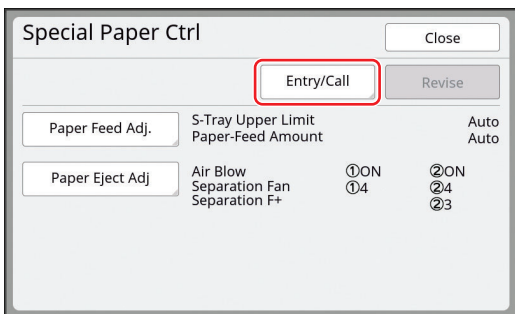 Special Paper Ctrl
Close
Entry/Call
Revise
Paper Feed Adj.
S-Tray Upper Limit Auto
Paper-Feed Amount Auto
Paper Eject Adj
Air Blow ①ON ②ON
Separation Fan ①4 ②4
Separation F+ ②3